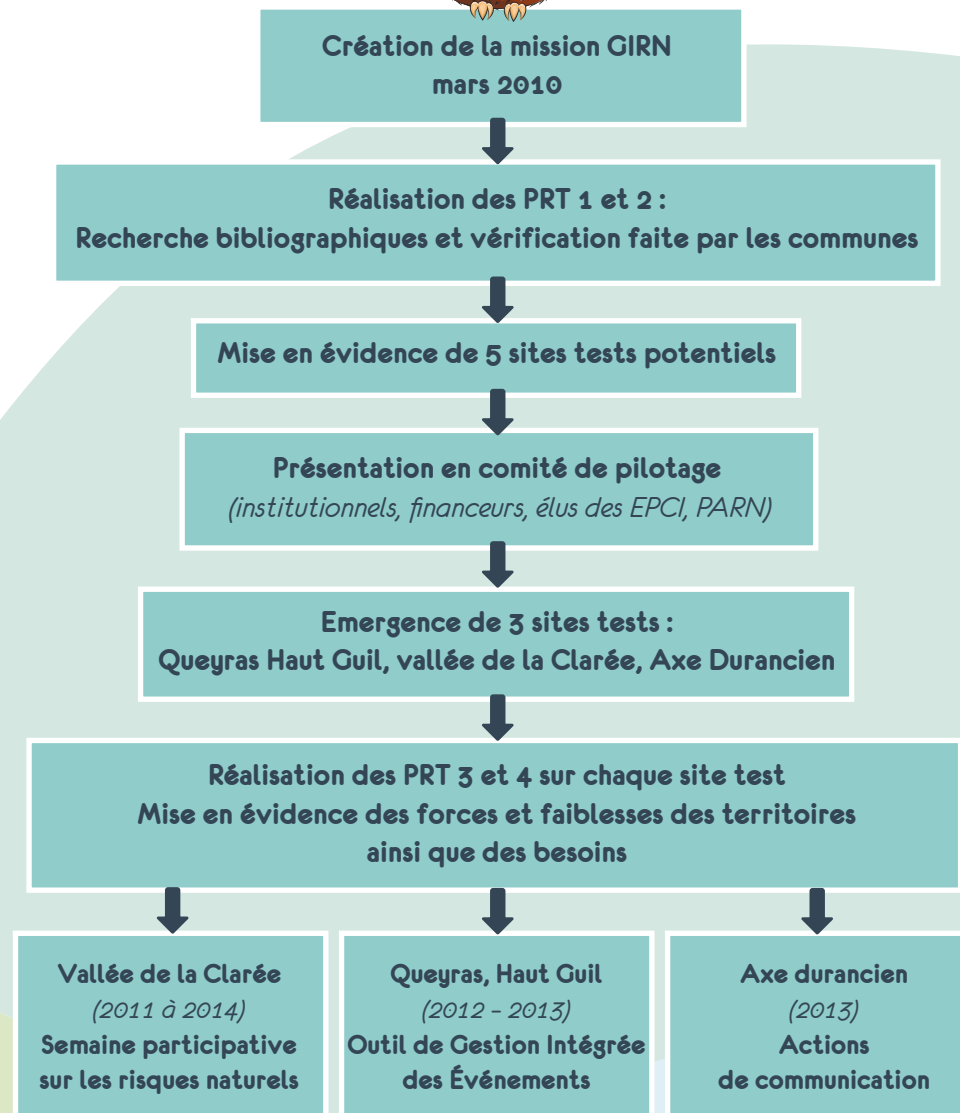 Création de la mission GIRN
mars 2010
Réalisation des PRT 1 et 2 :
Recherche bibliographiques et vérification faite par les communes
Mise en évidence de 5 sites tests potentiels
Présentation en comité de pilotage
(institutionnels, financeurs, élus des EPCI, PARN)
Emergence de 3 sites tests :
Queyras Haut Guil, vallée de la Clarée, Axe Durancien
Réalisation des PRT 3 et 4 sur chaque site test
Mise en évidence des forces et faiblesses des territoires
ainsi que des besoins
Vallée de la Clarée
(2011 à 2014)
Semaine participative
sur les risques naturels
Queyras, Haut Guil
(2012 - 2013)
Outil de Gestion Intégrée
des Événements
Axe durancien
(2013)
Actions
de communication